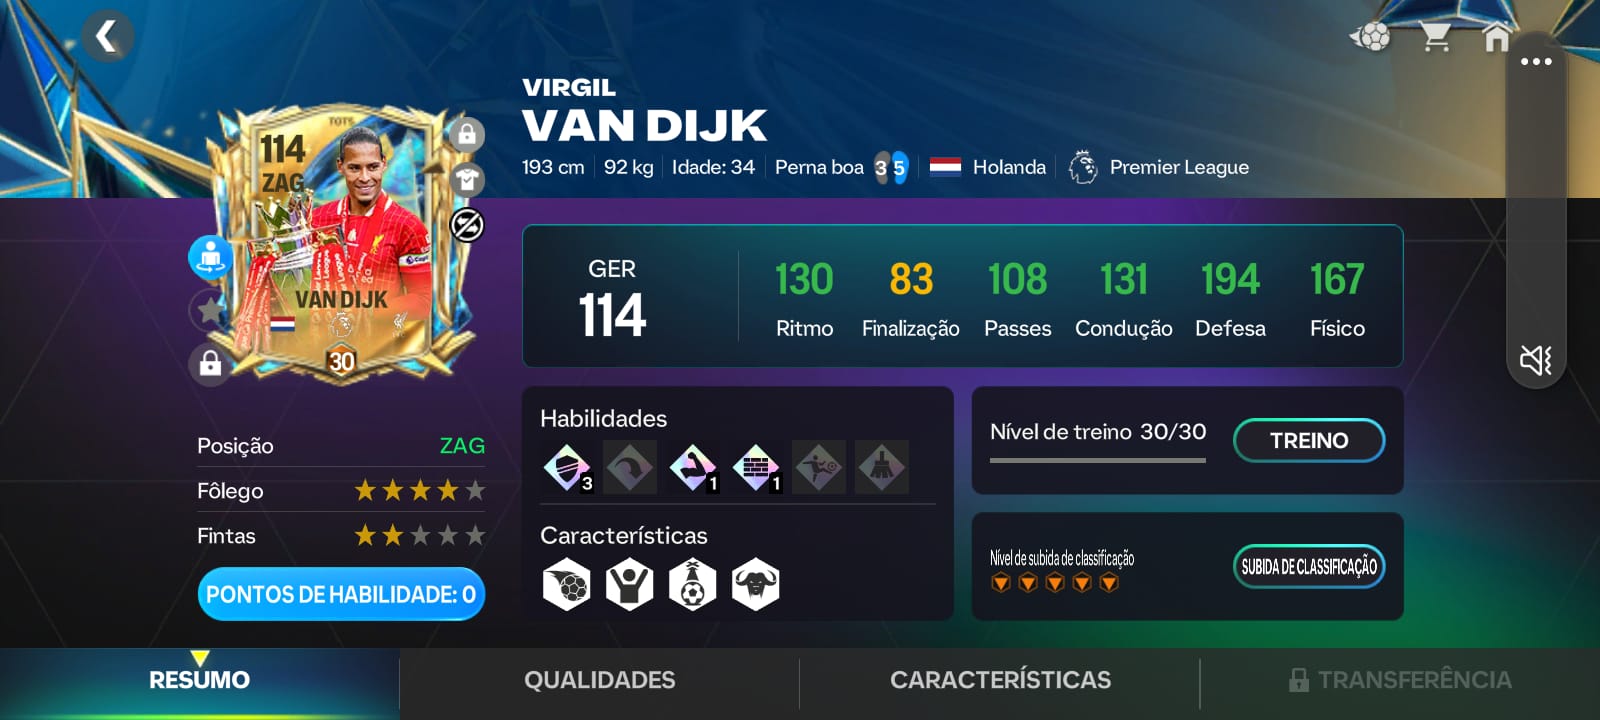 VIRGIL
VAN DIJK
193 cm 92 kg Idade: 34 Perna boa 3 5 Holanda Premier League
TOTS
114
ZAG
VAN DIJK
30
GER
114
130 83 108 131 194 167
Ritmo Finalização Passes Condução Defesa Físico
Posição ZAG
Fôlego
Fintas
PONTOS DE HABILIDADE: 0
Habilidades
3 1 1
Características
Nível de treino 30/30
TREINO
Nível de subida de classificação
SUBIDA DE CLASSIFICAÇÃO
RESUMO QUALIDADES CARACTERÍSTICAS TRANSFERÊNCIA